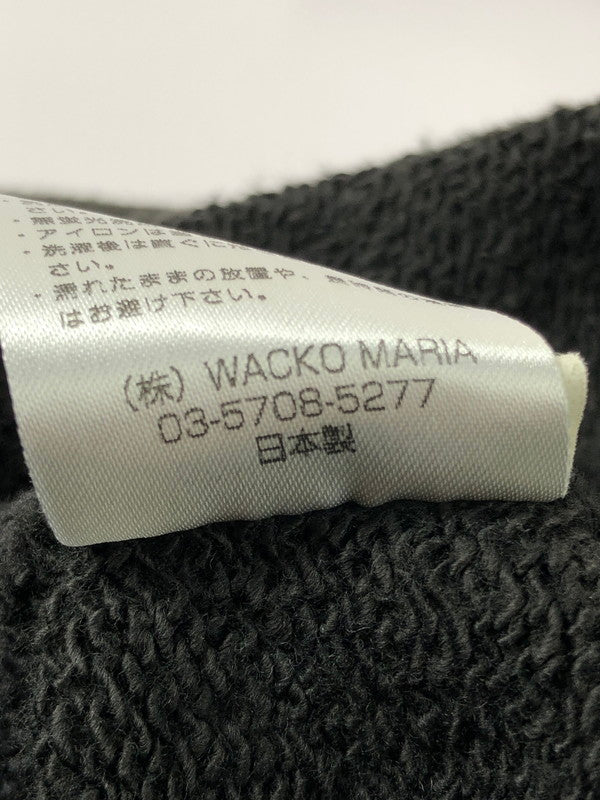 さい。
・アイロンは
・洗濯後は直ぐに
さい。
・濡れたままの放置や、
はお避け下さい。
(株) WACKO MARIA
03-5708-5277
日本製